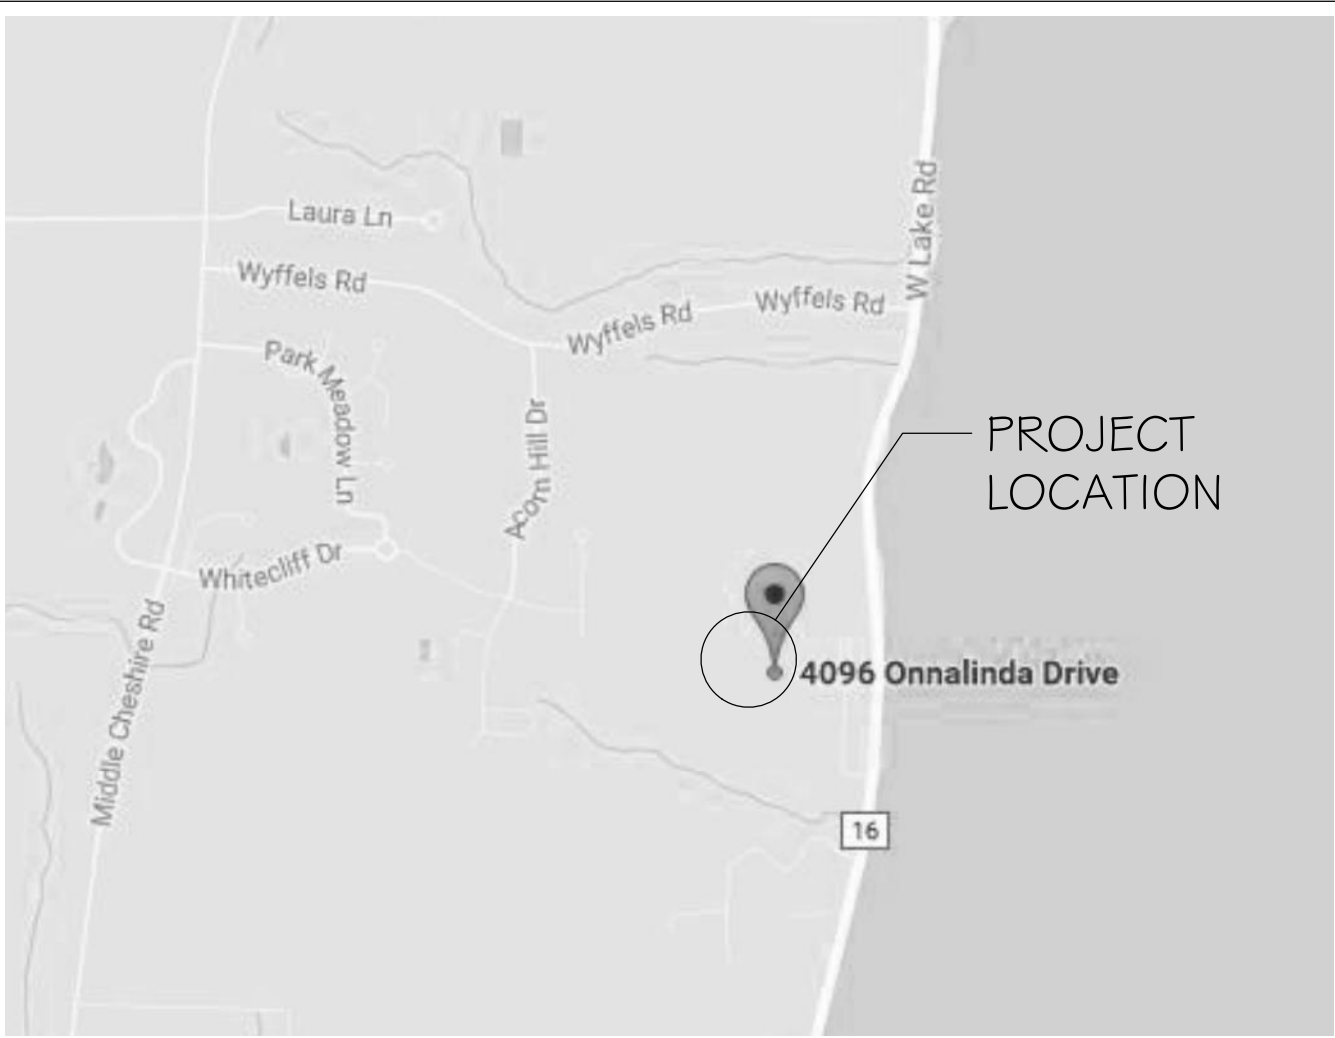 W Lake Rd
Laura Ln
Wyffels Rd
Wyffels Rd
Wyffels Rd
Park Meadow Ln
Acorn Hill Dr
PROJECT
LOCATION
Whitecliff Dr
Middle Cheshire Rd
4096 Onnalinda Drive
16